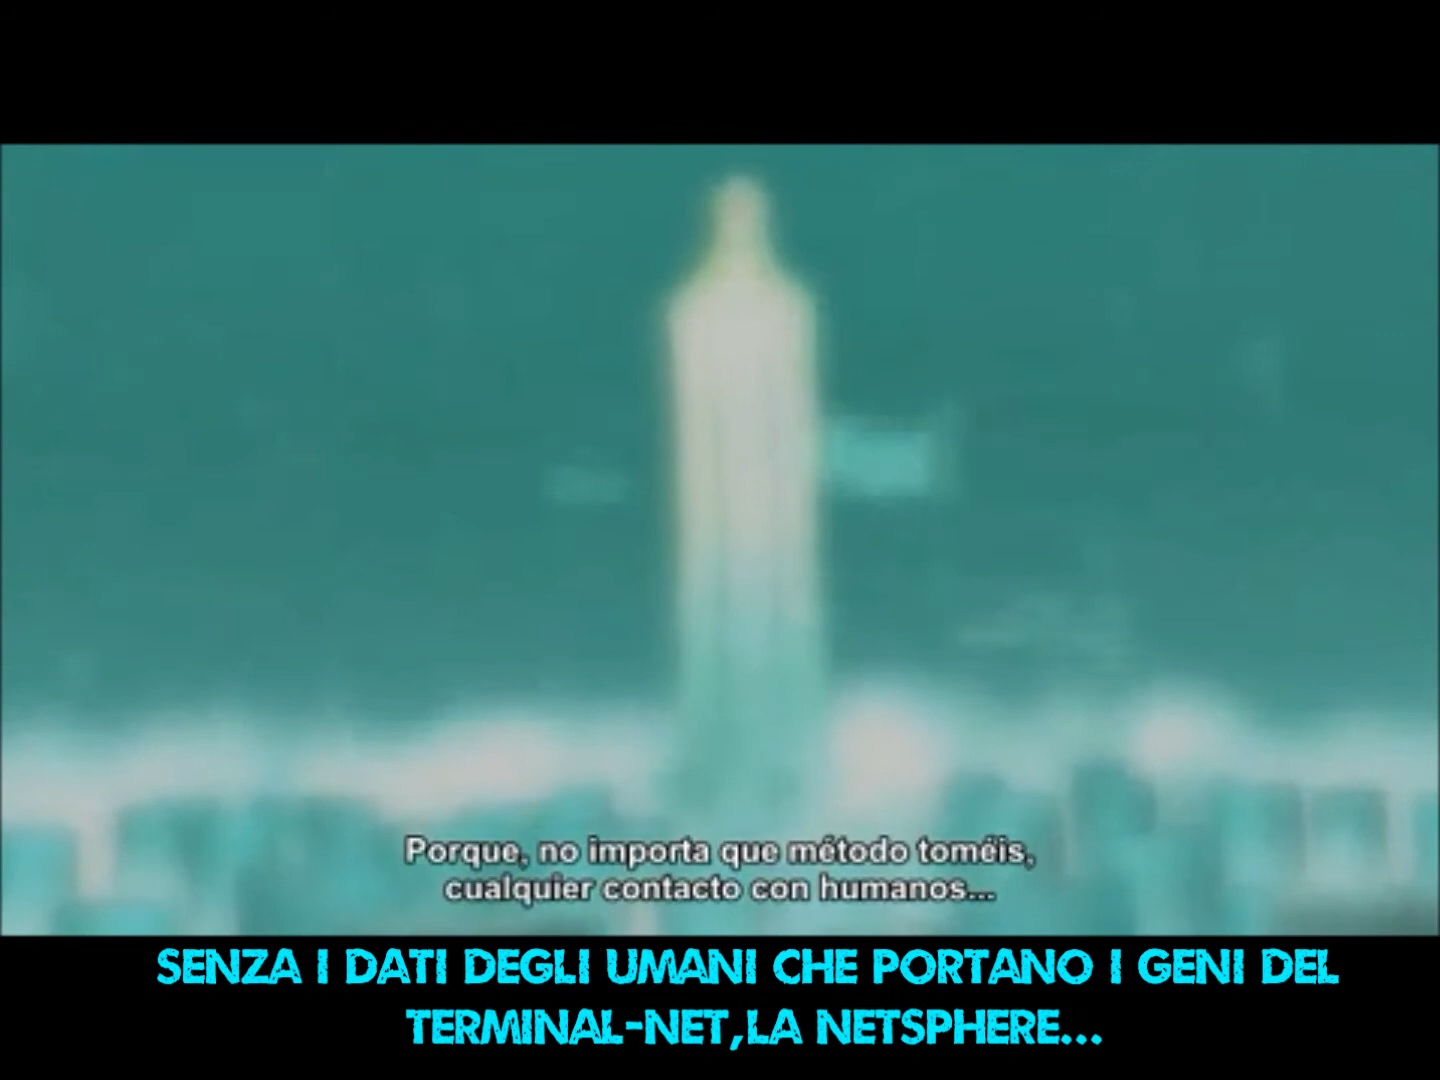 Porque, no importa que método toméis,
cualquier contacto con humanos...
SENZA I DATI DEGLI UMANI CHE PORTANO I GENI DEL
TERMINAL-NET,LA NETSPHERE...